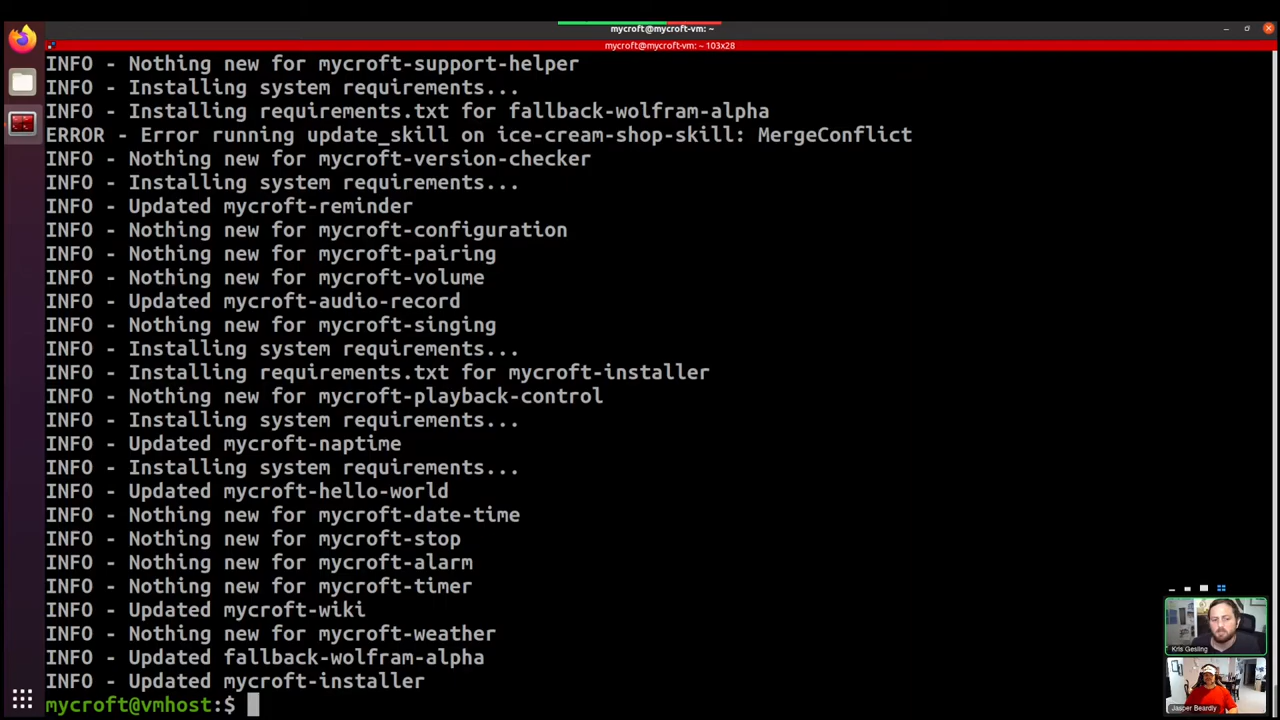 mycroft@mycroft-vm: ~
mycroft@mycroft-vm: ~ 103x28
INFO - Nothing new for mycroft-support-helper
INFO - Installing system requirements...
INFO - Installing requirements.txt for fallback-wolfram-alpha
ERROR - Error running update_skill on ice-cream-shop-skill: MergeConflict
INFO - Nothing new for mycroft-version-checker
INFO - Installing system requirements...
INFO - Updated mycroft-reminder
INFO - Nothing new for mycroft-configuration
INFO - Nothing new for mycroft-pairing
INFO - Nothing new for mycroft-volume
INFO - Updated mycroft-audio-record
INFO - Nothing new for mycroft-singing
INFO - Installing system requirements...
INFO - Installing requirements.txt for mycroft-installer
INFO - Nothing new for mycroft-playback-control
INFO - Installing system requirements...
INFO - Updated mycroft-naptime
INFO - Installing system requirements...
INFO - Updated mycroft-hello-world
INFO - Nothing new for mycroft-date-time
INFO - Nothing new for mycroft-stop
INFO - Nothing new for mycroft-alarm
INFO - Nothing new for mycroft-timer
INFO - Updated mycroft-wiki
INFO - Nothing new for mycroft-weather
INFO - Updated fallback-wolfram-alpha
INFO - Updated mycroft-installer
mycroft@vmhost:$
Kris Gesling
Jasper Beardly